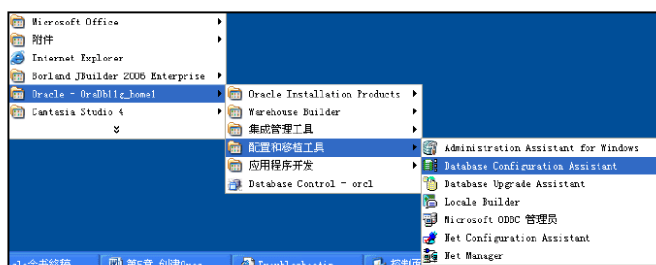 Microsoft Office
附件
Internet Explorer
Borland JBuilder 2006 Enterprise
Oracle - OraDb11g_home1
Camtasia Studio 4
Oracle Installation Products
Warehouse Builder
集成管理工具
配置和移植工具
应用程序开发
Database Control - orcl
Administration Assistant for Windows
Database Configuration Assistant
Database Upgrade Assistant
Locale Builder
Microsoft ODBC 管理员
Net Configuration Assistant
Net Manager